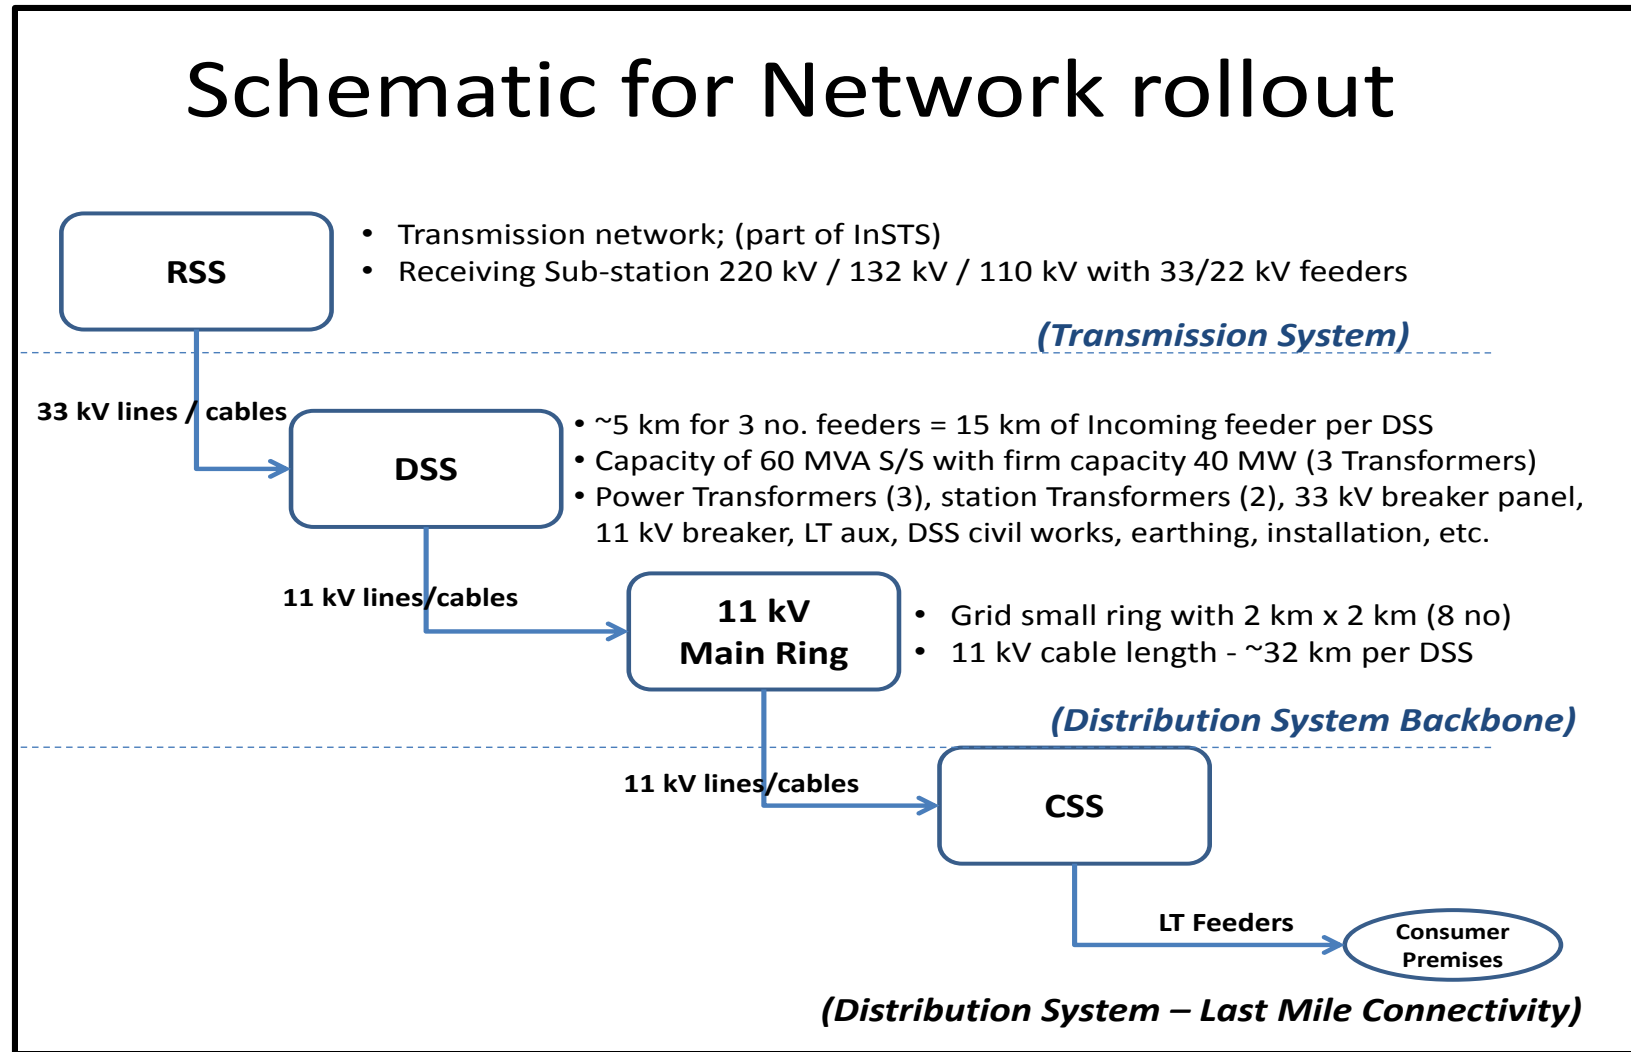 Schematic for Network rollout
RSS
• Transmission network; (part of InSTS)
• Receiving Sub-station 220 kV / 132 kV / 110 kV with 33/22 kV feeders
(Transmission System)
33 kV lines / cables
DSS
• ~5 km for 3 no. feeders = 15 km of Incoming feeder per DSS
• Capacity of 60 MVA S/S with firm capacity 40 MW (3 Transformers)
• Power Transformers (3), station Transformers (2), 33 kV breaker panel,
11 kV breaker, LT aux, DSS civil works, earthing, installation, etc.
11 kV lines/cables
11 kV
Main Ring
• Grid small ring with 2 km x 2 km (8 no)
• 11 kV cable length - ~32 km per DSS
(Distribution System Backbone)
11 kV lines/cables
CSS
LT Feeders
Consumer
Premises
(Distribution System – Last Mile Connectivity)